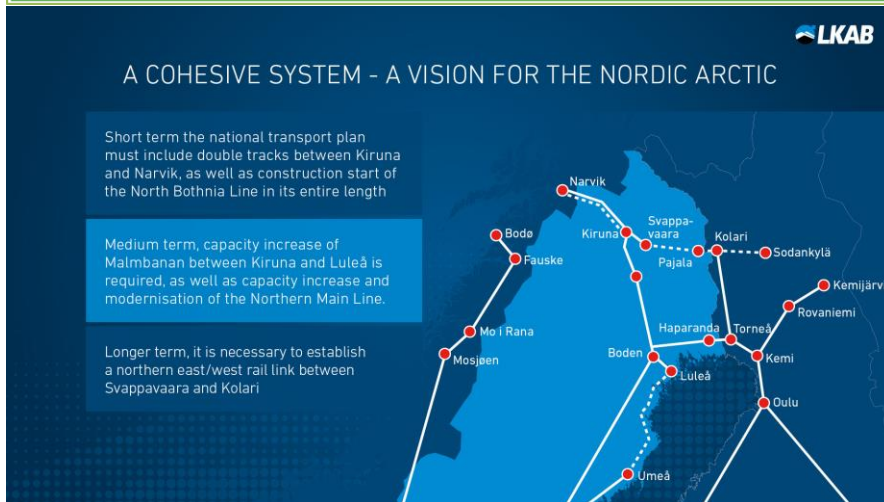 LKAB
A COHESIVE SYSTEM - A VISION FOR THE NORDIC ARCTIC
Short term the national transport plan
must include double tracks between Kiruna
and Narvik, as well as construction start of
the North Bothnia Line in its entire length
Medium term, capacity increase of
Malmbanan between Kiruna and Luleå is
required, as well as capacity increase and
modernisation of the Northern Main Line.
Longer term, it is necessary to establish
a northern east/west rail link between
Svappavaara and Kolari
Narvik
Svappa-
vaara
Kiruna
Kolari
Bodø
Pajala
Sodankylä
Fauske
Kemijärvi
Rovaniemi
Mo i Rana
Haparanda
Torneå
Mosjøen
Boden
Kemi
Luleå
Oulu
Umeå